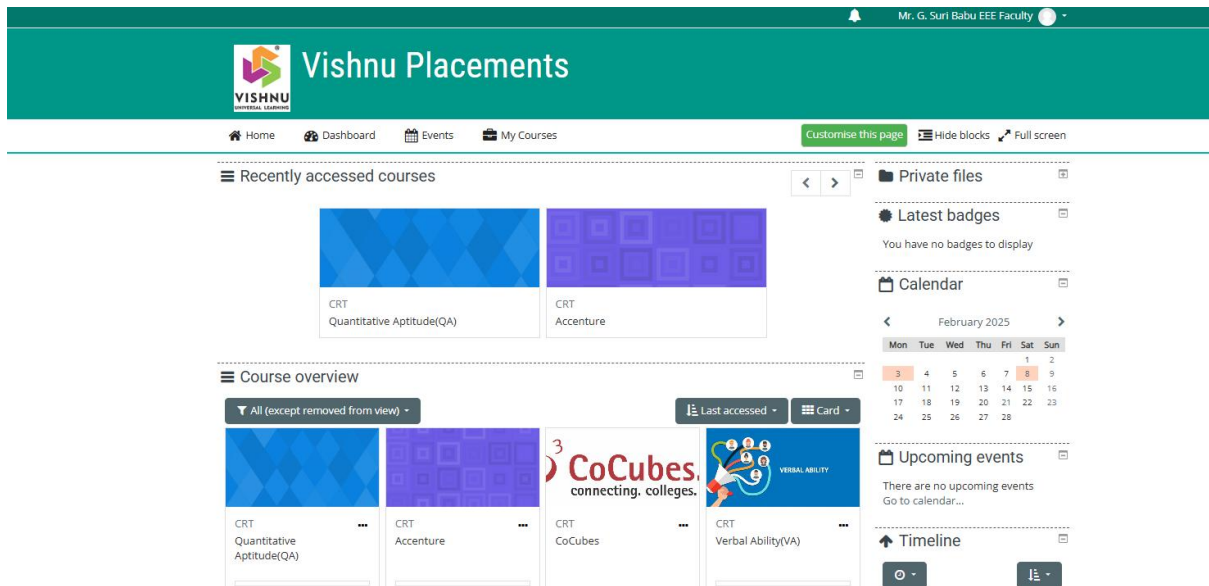 Mr. G. Suri Babu EEE Faculty
VISHNU
UNIVERSAL LEARNING
Vishnu Placements
Home Dashboard Events My Courses Customise this page Hide blocks Full screen
Recently accessed courses
CRT
Quantitative Aptitude(QA)
CRT
Accenture
Course overview
All (except removed from view) Last accessed Card
CRT
Quantitative
Aptitude(QA)
CRT
Accenture
3
CoCubes.
connecting. colleges.
CRT
CoCubes
VERBAL ABILITY
CRT
Verbal Ability(VA)
Private files
Latest badges
You have no badges to display
Calendar
February 2025
Mon Tue Wed Thu Fri Sat Sun
1 2
3 4 5 6 7 8 9
10 11 12 13 14 15 16
17 18 19 20 21 22 23
24 25 26 27 28
Upcoming events
There are no upcoming events
Go to calendar...
Timeline